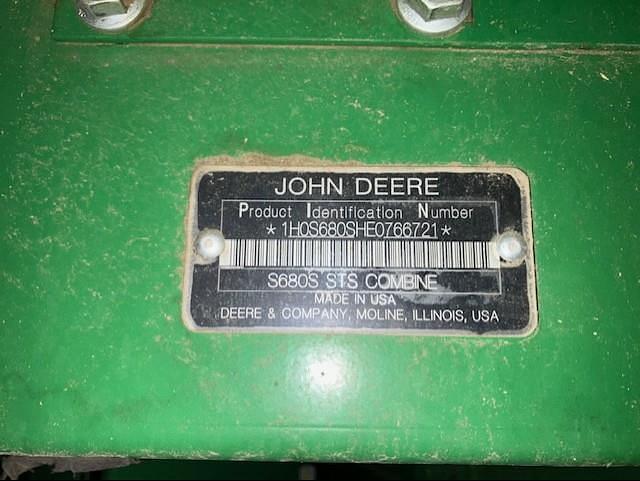 JOHN DEERE
Product Identification Number
*1H0S680SHE0766721*
S680S STS COMBINE
MADE IN USA
DEERE & COMPANY, MOLINE, ILLINOIS, USA